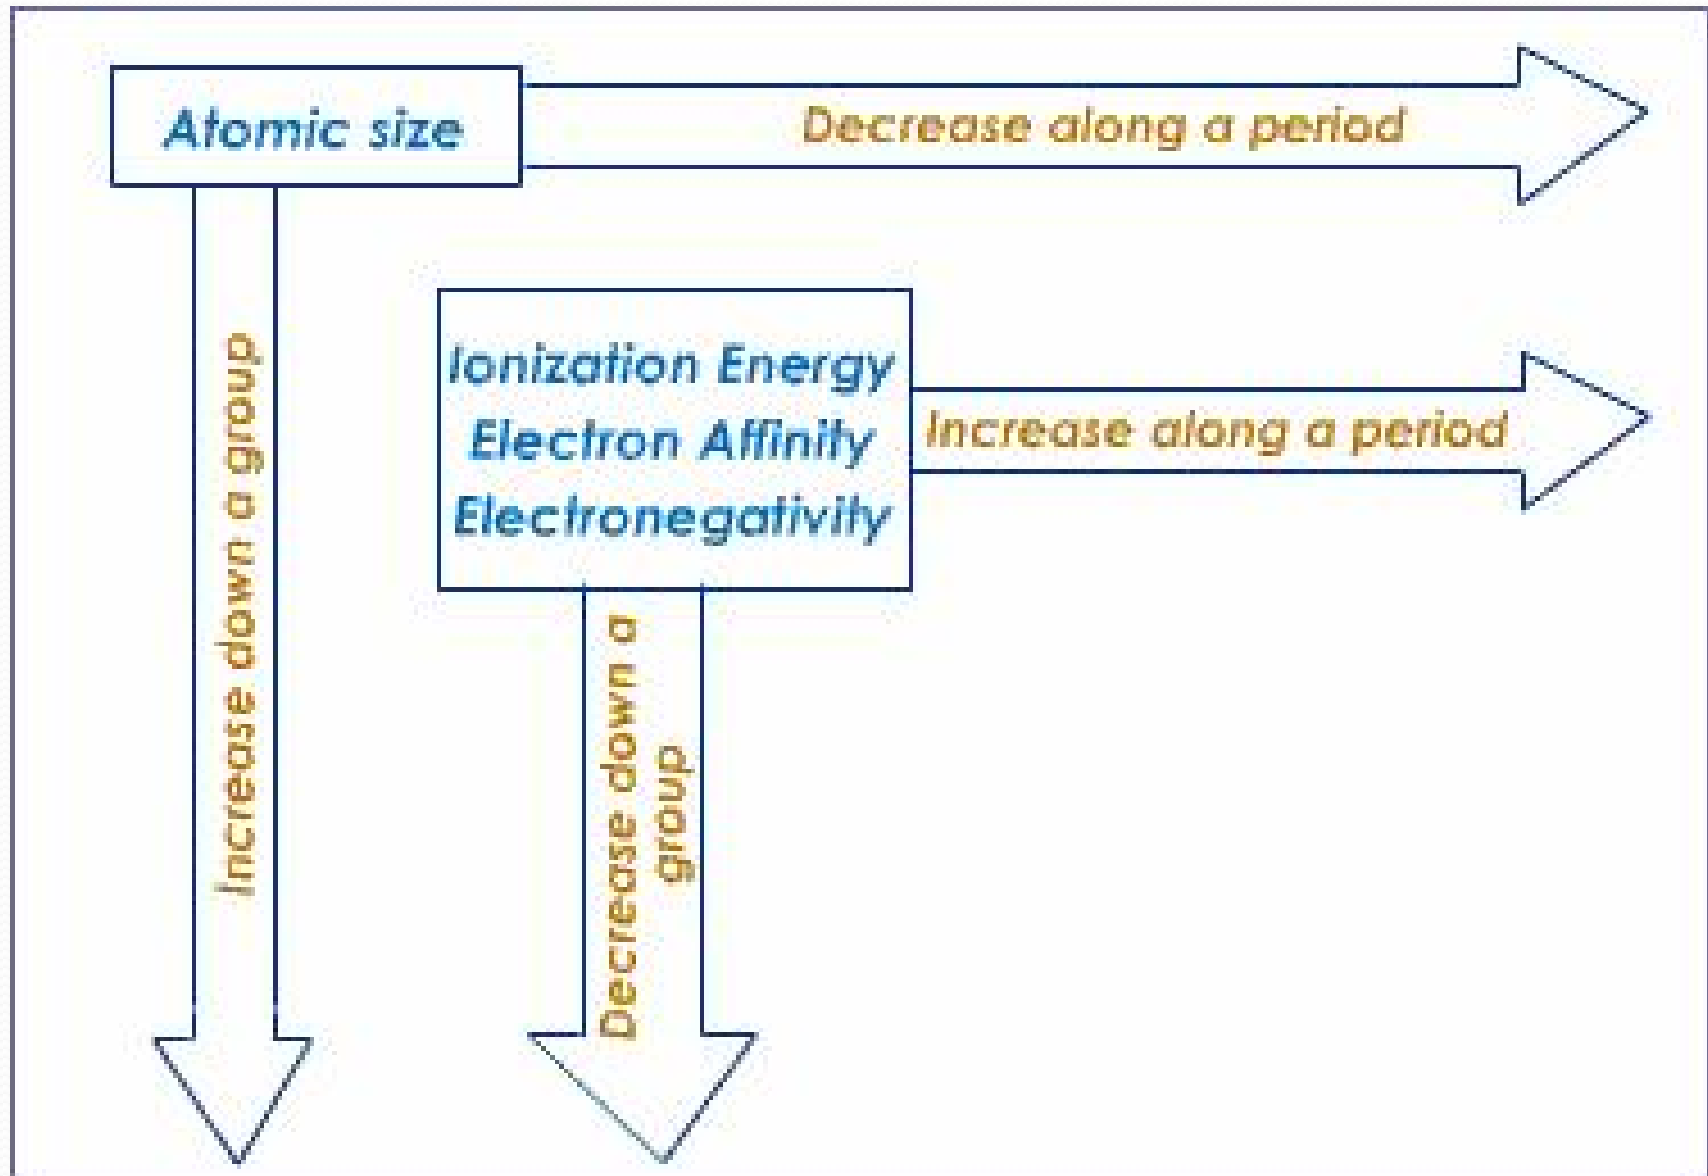 Atomic size
Decrease along a period
Increase down a group
Ionization Energy
Electron Affinity
Electronegativity
Increase along a period
Decrease down a
group